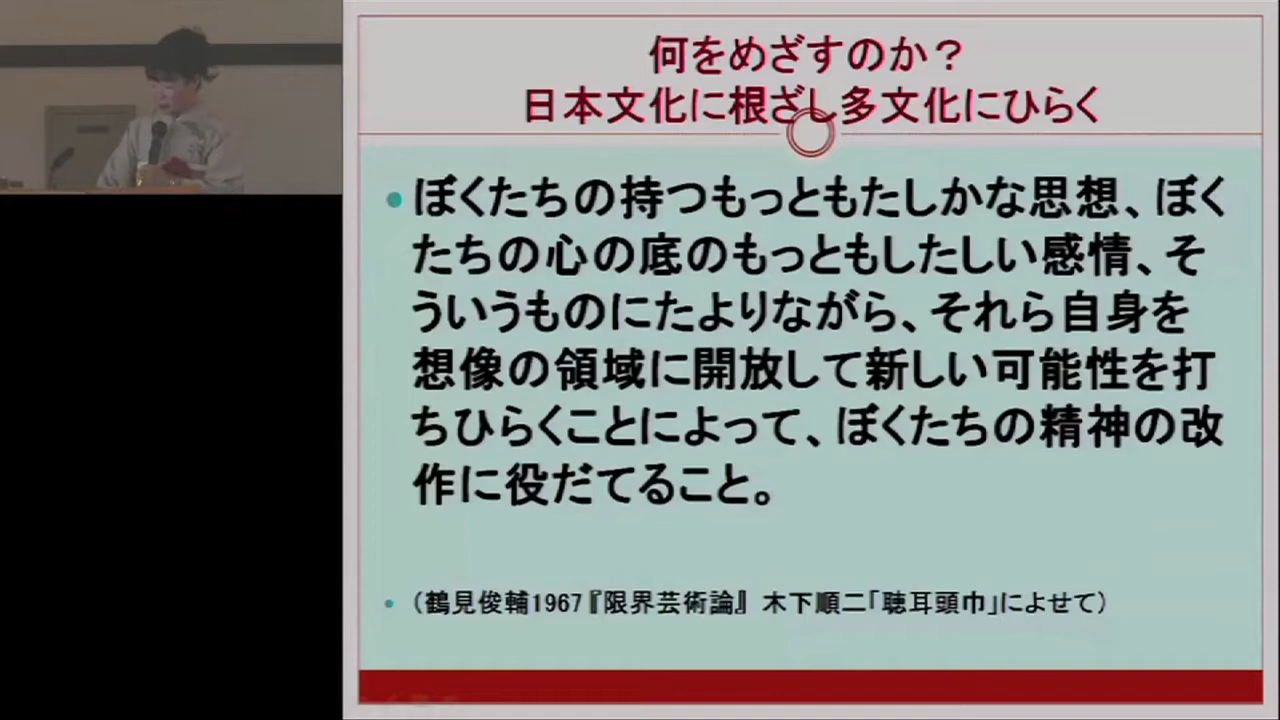 何をめざすのか？
日本文化に根ざし多文化にひらく
ぼくたちの持つもっともたしかな思想、ぼく
たちの心の底のもっともしたしい感情、そ
ういうものにたよりながら、それら自身を
想像の領域に開放して新しい可能性を打
ちひらくことによって、ぼくたちの精神の改
作に役だてること。
（鶴見俊輔1967『限界芸術論』 木下順二「聴耳頭巾」によせて）